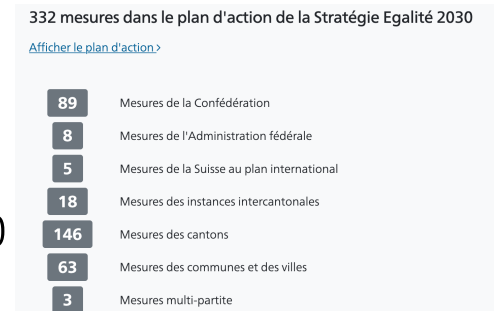 332 mesures dans le plan d'action de la Stratégie Egalité 2030
Afficher le plan d'action >
89 Mesures de la Confédération
8 Mesures de l'Administration fédérale
5 Mesures de la Suisse au plan international
18 Mesures des instances intercantonales
146 Mesures des cantons
63 Mesures des communes et des villes
3 Mesures multi-partite